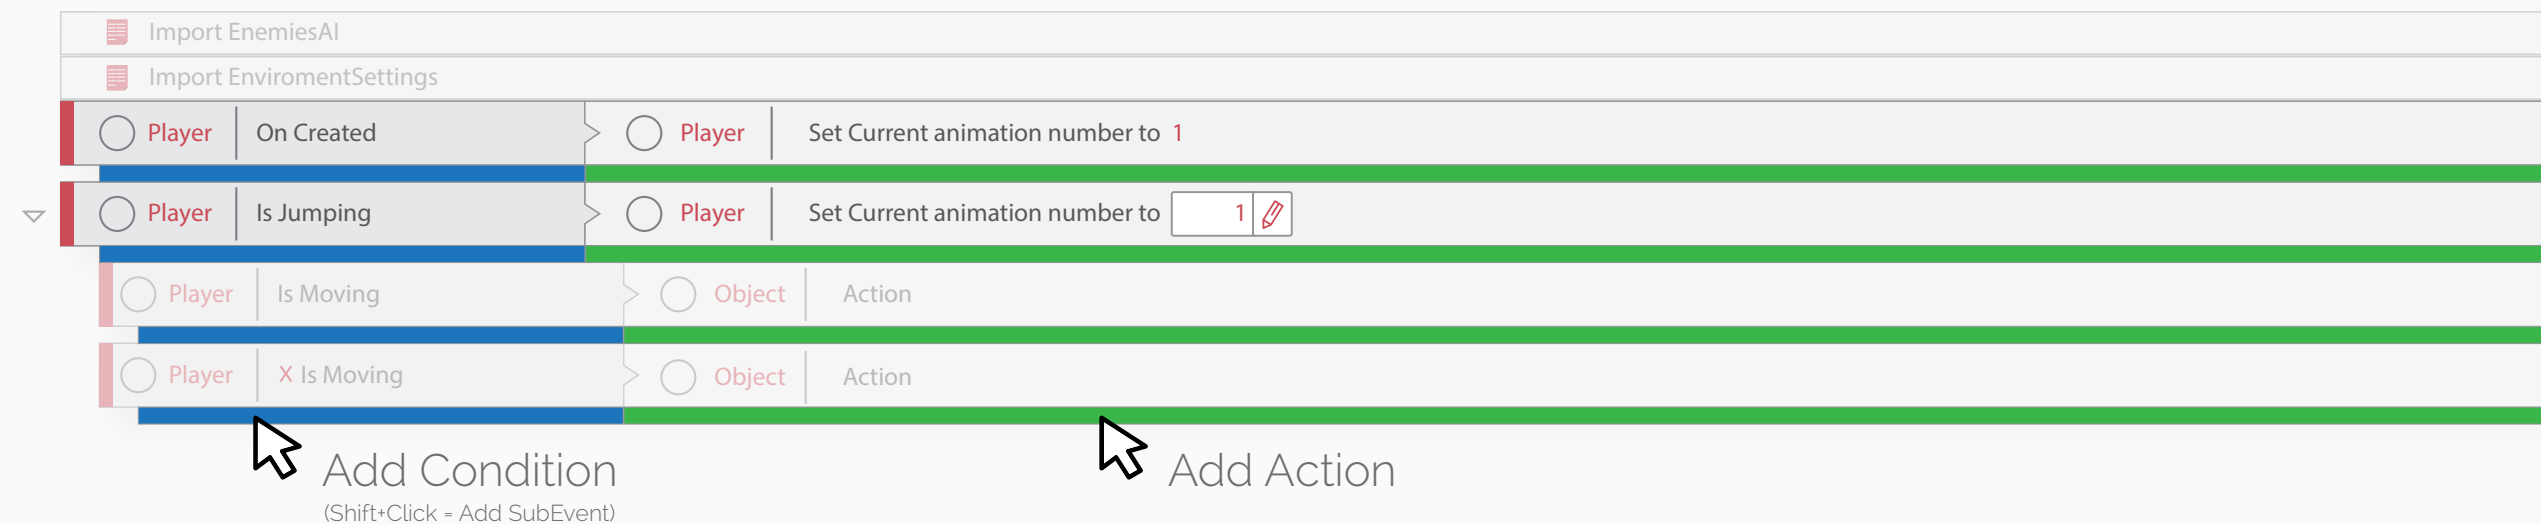 Import EnemiesAI
Import EnviromentSettings
Player On Created Player Set Current animation number to 1
Player Is Jumping Player Set Current animation number to 1
Player Is Moving Object Action
Player X Is Moving Object Action
Add Condition Add Action
(Shift+Click = Add SubEvent)